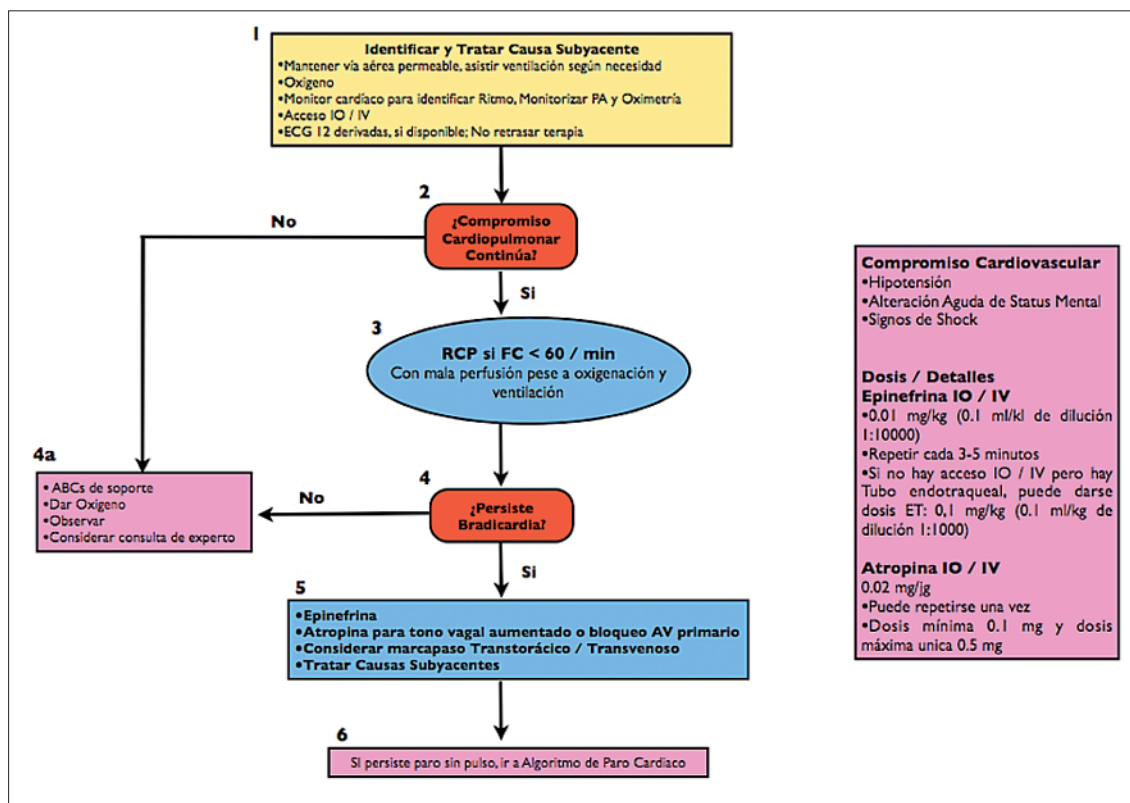 1
Identificar y Tratar Causa Subyacente
•Mantener vía aérea permeable, asistir ventilación según necesidad
•Oxígeno
•Monitor cardíaco para identificar Ritmo, Monitorizar PA y Oximetría
•Acceso IO / IV
•ECG 12 derivadas, si disponible; No retrasar terapia
2
¿Compromiso
Cardiopulmonar
Continúa?
No
Si
3
RCP si FC < 60 / min
Con mala perfusión pese a oxigenación y
ventilación
4a
• ABCs de soporte
• Dar Oxigeno
• Observar
• Considerar consulta de experto
4
¿Persiste
Bradicardia?
No
Si
5
•Epinefrina
•Atropina para tono vagal aumentado o bloqueo AV primario
•Considerar marcapaso Transtorácico / Transvenoso
•Tratar Causas Subyacentes
6
SI persiste paro sin pulso, ir a Algoritmo de Paro Cardiaco
Compromiso Cardiovascular
•Hipotensión
•Alteración Aguda de Status Mental
•Signos de Shock
Dosis / Detalles
Epinefrina IO / IV
•0.01 mg/kg (0.1 ml/kl de dilución
1:10000)
•Repetir cada 3-5 minutos
•Si no hay acceso IO / IV pero hay
Tubo endotraqueal, puede darse
dosis ET: 0,1 mg/kg (0.1 ml/kg de
dilución 1:1000)
Atropina IO / IV
0.02 mg/jg
•Puede repetirse una vez
•Dosis mínima 0.1 mg y dosis
máxima unica 0.5 mg